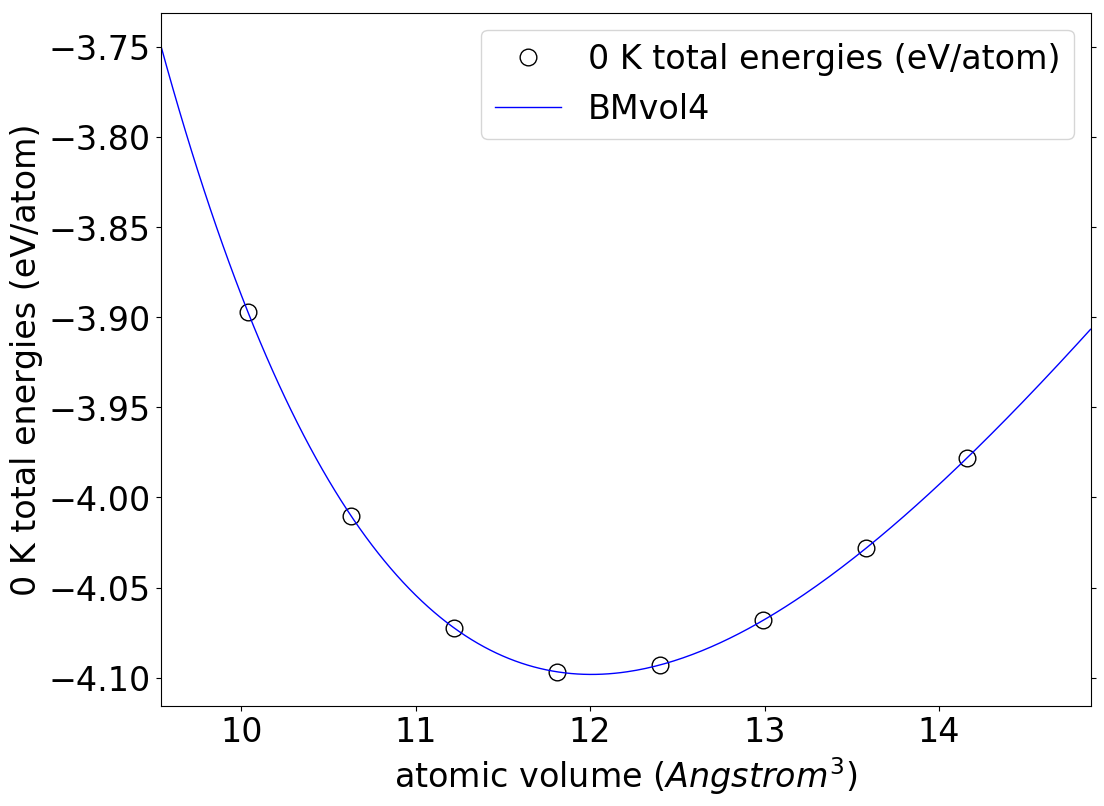 0 K total energies (eV/atom)
BMvol4
0 K total energies (eV/atom)
−3.75
−3.80
−3.85
−3.90
−3.95
−4.00
−4.05
−4.10
10 11 12 13 14
atomic volume (Angstrom³)